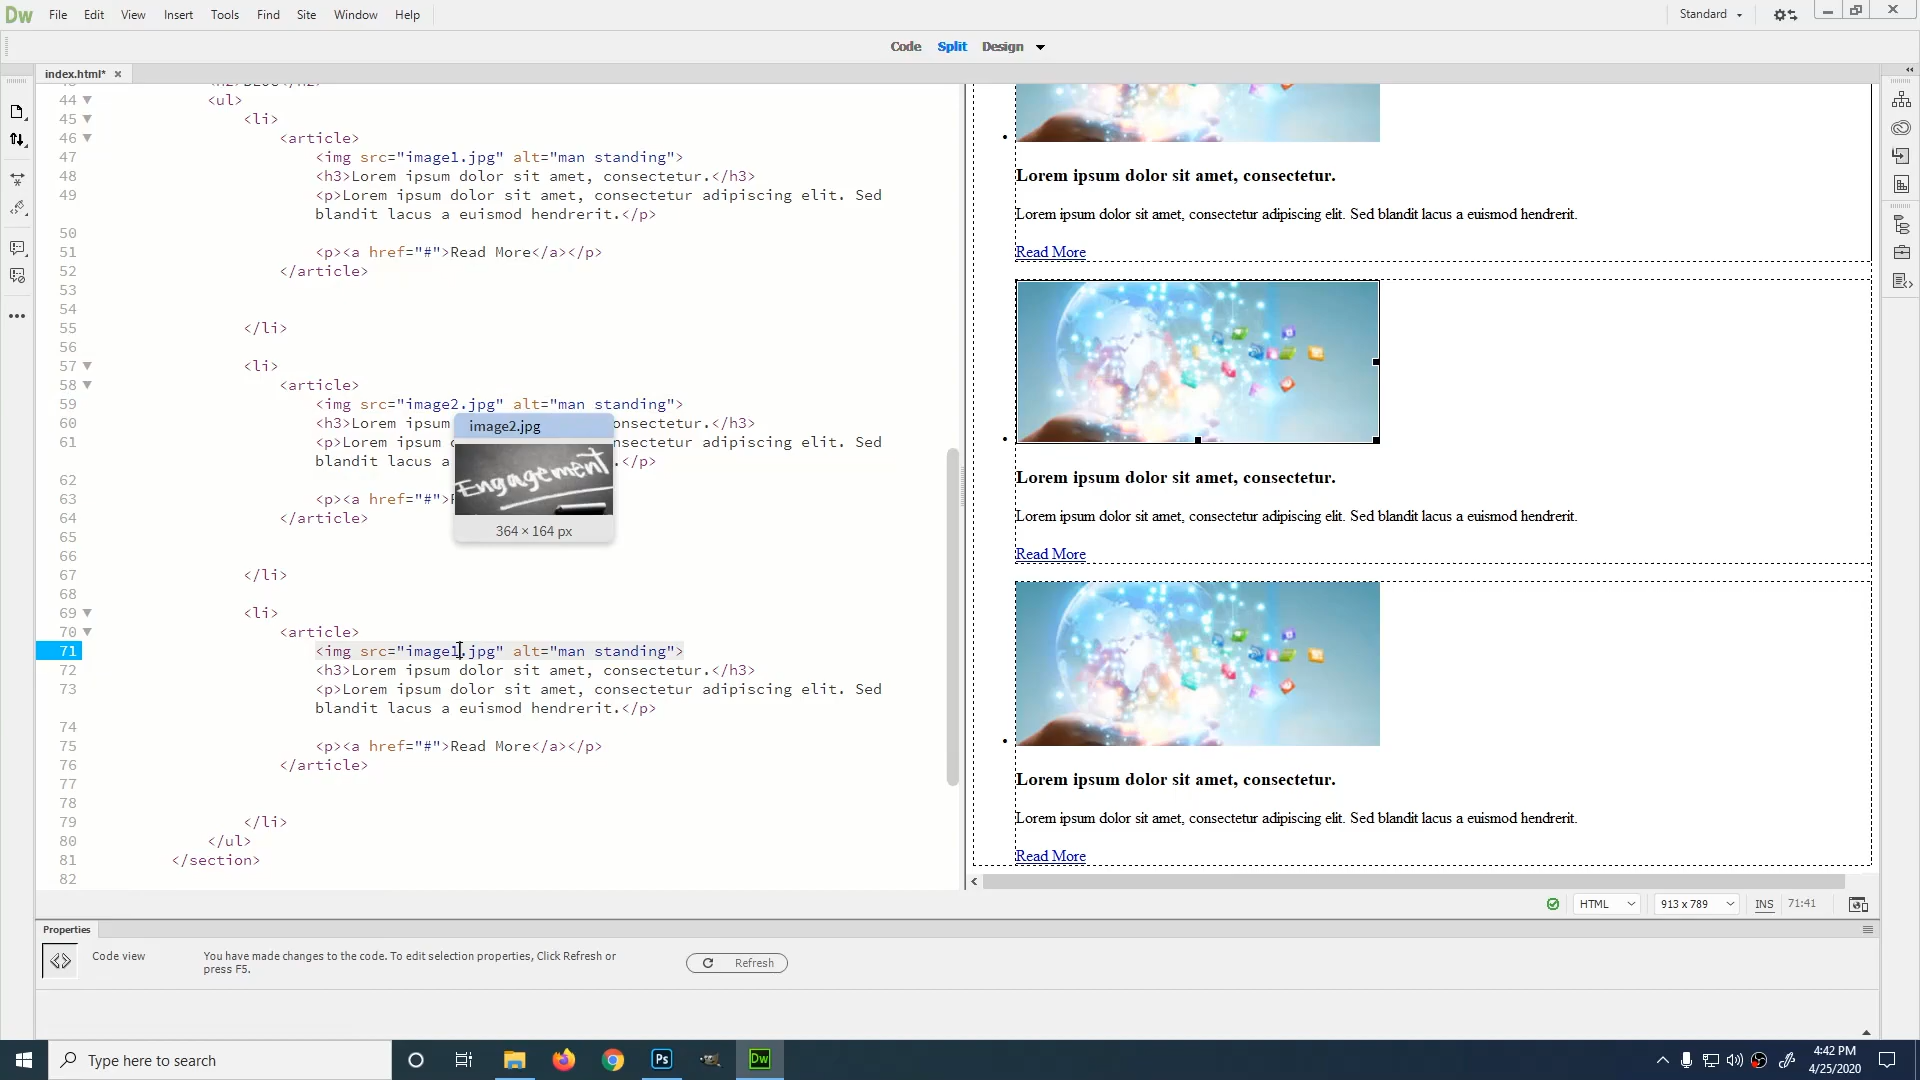 Dw File Edit View Insert Format Tools Find Site Window Help Standard
Code Split Design
index.html*
44 <ul>
45 <li>
46 <article>
47 <img src="image1.jpg" alt="man standing">
48 <h3>Lorem ipsum dolor sit amet, consectetur.</h3>
49 <p>Lorem ipsum dolor sit amet, consectetur adipiscing elit. Sed
blandit lacus a euismod hendrerit.</p>
50
51 <p><a href="#">Read More</a></p>
52 </article>
53
54
55 </li>
56
57 <li>
58 <article>
59 <img src="image2.jpg" alt="man standing">
60 <h3>Lorem ipsum nsectetur.</h3>
61 <p>Lorem ipsum nsectetur adipiscing elit. Sed
blandit lacus a .</p>
62
63 <p><a href="#">
64 </article>
65
66
67 </li>
68
69 <li>
70 <article>
71 <img src="image1.jpg" alt="man standing">
72 <h3>Lorem ipsum dolor sit amet, consectetur.</h3>
73 <p>Lorem ipsum dolor sit amet, consectetur adipiscing elit. Sed
blandit lacus a euismod hendrerit.</p>
74
75 <p><a href="#">Read More</a></p>
76 </article>
77
78
79 </li>
80 </ul>
81 </section>
82
image2.jpg
Engagement
364 × 164 px
Lorem ipsum dolor sit amet, consectetur.
Lorem ipsum dolor sit amet, consectetur adipiscing elit. Sed blandit lacus a euismod hendrerit.
Read More
Lorem ipsum dolor sit amet, consectetur.
Lorem ipsum dolor sit amet, consectetur adipiscing elit. Sed blandit lacus a euismod hendrerit.
Read More
Lorem ipsum dolor sit amet, consectetur.
Lorem ipsum dolor sit amet, consectetur adipiscing elit. Sed blandit lacus a euismod hendrerit.
Read More
HTML 913 x 789 INS 71:41
Properties
Code view You have made changes to the code. To edit selection properties, Click Refresh or
press F5.
Refresh
Type here to search
Ps
Dw
4:42 PM
4/25/2020